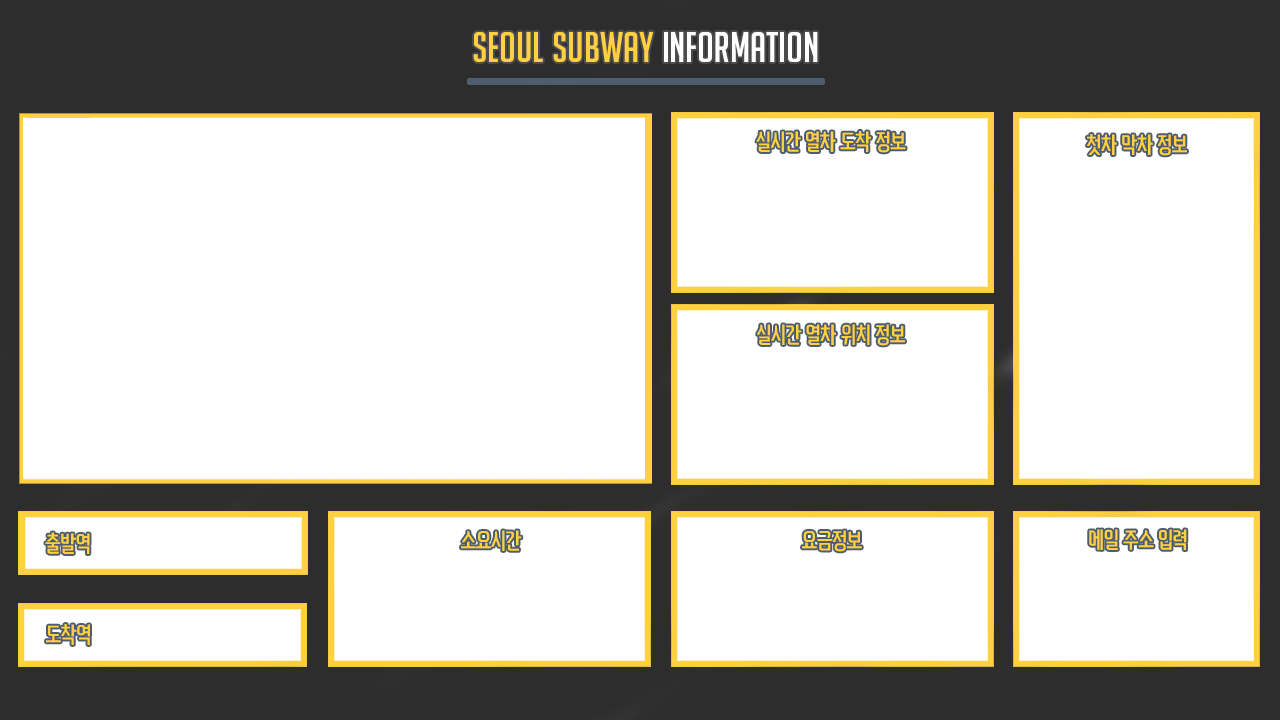 SEOUL SUBWAY INFORMATION
실시간 열차 도착 정보
첫차 막차 정보
실시간 열차 위치 정보
출발역
도착역
소요시간
요금정보
메일 주소 입력